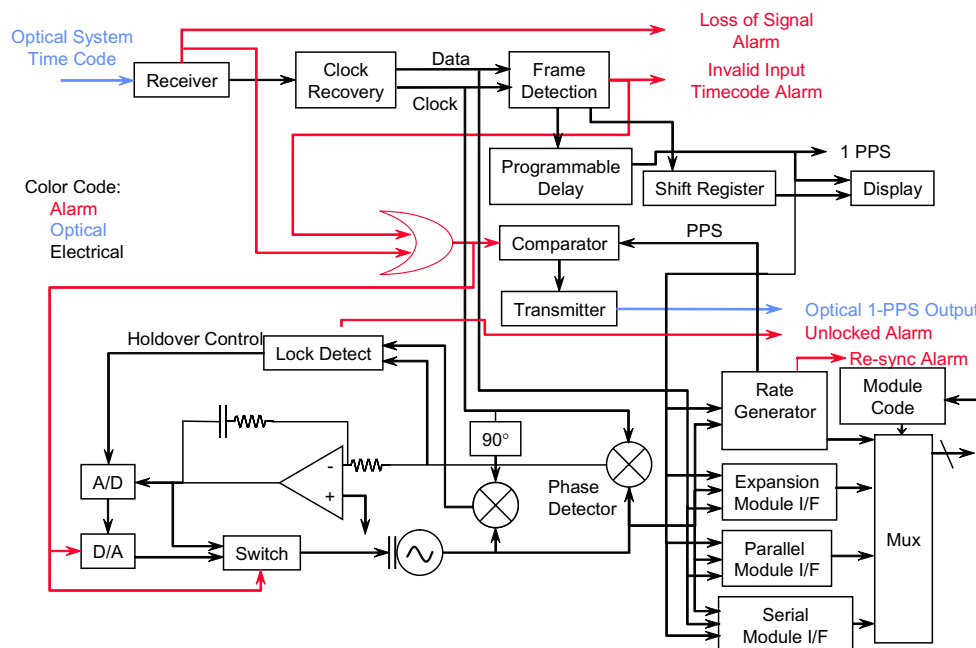 Optical System
Time Code
Receiver
Clock
Recovery
Data
Clock
Frame
Detection
Loss of Signal
Alarm
Invalid Input
Timecode Alarm
Programmable
Delay
Shift Register
1 PPS
Display
Color Code:
Alarm
Optical
Electrical
Comparator
PPS
Transmitter
Optical 1-PPS Output
Unlocked Alarm
Re-sync Alarm
Holdover Control
Lock Detect
Rate
Generator
Module
Code
90°
A/D
-
+
Phase
Detector
Expansion
Module I/F
D/A
Switch
Parallel
Module I/F
Mux
Serial
Module I/F